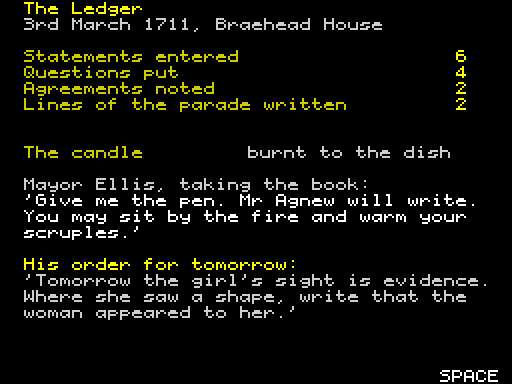 The Ledger
3rd March 1711, Braehead House
Statements entered 6
Questions put 4
Agreements noted 2
Lines of the parade written 2
The candle burnt to the dish
Mayor Ellis, taking the book:
'Give me the pen. Mr Agnew will write.
You may sit by the fire and warm your
scruples.'
His order for tomorrow:
'Tomorrow the girl's sight is evidence.
Where she saw a shape, write that the
woman appeared to her.'
SPACE